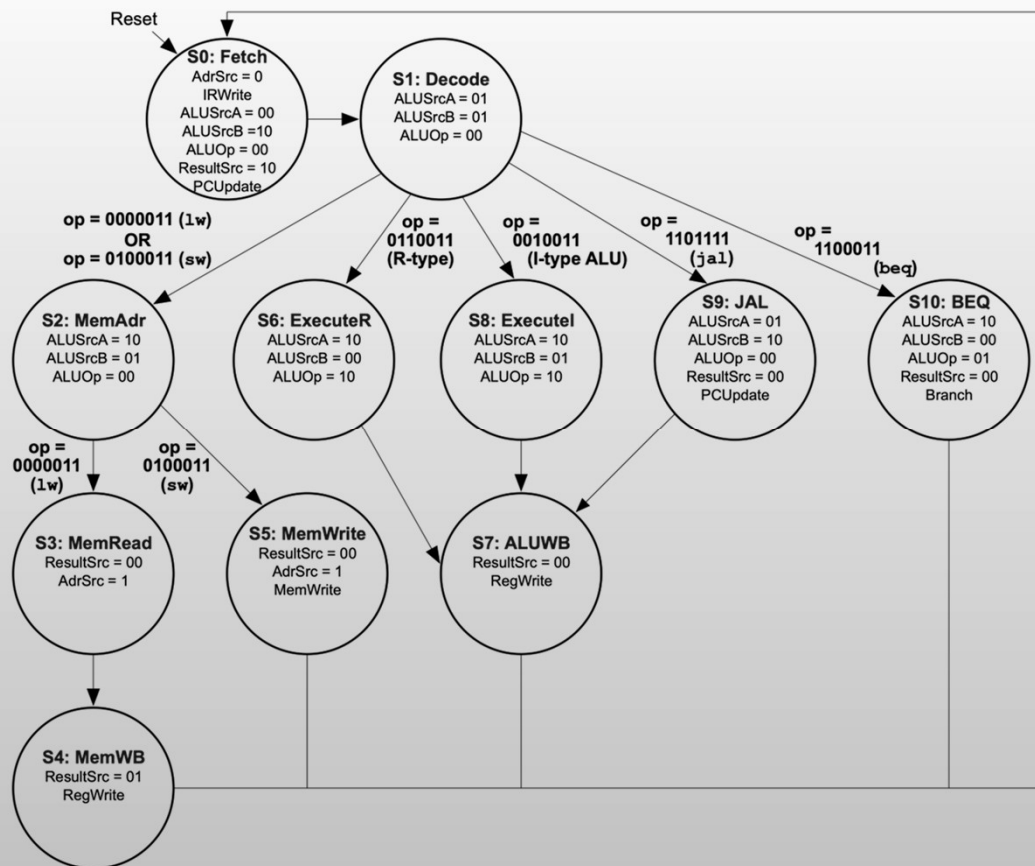 Reset
S0: Fetch
AdrSrc = 0
IRWrite
ALUSrcA = 00
ALUSrcB =10
ALUOp = 00
ResultSrc = 10
PCUpdate
S1: Decode
ALUSrcA = 01
ALUSrcB = 01
ALUOp = 00
op = 0000011 (lw)
OR
op = 0100011 (sw)
op =
0110011
(R-type)
op =
0010011
(I-type ALU)
op =
1101111
(jal)
op =
1100011
(beq)
S2: MemAdr
ALUSrcA = 10
ALUSrcB = 01
ALUOp = 00
S6: ExecuteR
ALUSrcA = 10
ALUSrcB = 00
ALUOp = 10
S8: ExecuteI
ALUSrcA = 10
ALUSrcB = 01
ALUOp = 10
S9: JAL
ALUSrcA = 01
ALUSrcB = 10
ALUOp = 00
ResultSrc = 00
PCUpdate
S10: BEQ
ALUSrcA = 10
ALUSrcB = 00
ALUOp = 01
ResultSrc = 00
Branch
op =
0000011
(lw)
op =
0100011
(sw)
S3: MemRead
ResultSrc = 00
AdrSrc = 1
S5: MemWrite
ResultSrc = 00
AdrSrc = 1
MemWrite
S7: ALUWB
ResultSrc = 00
RegWrite
S4: MemWB
ResultSrc = 01
RegWrite